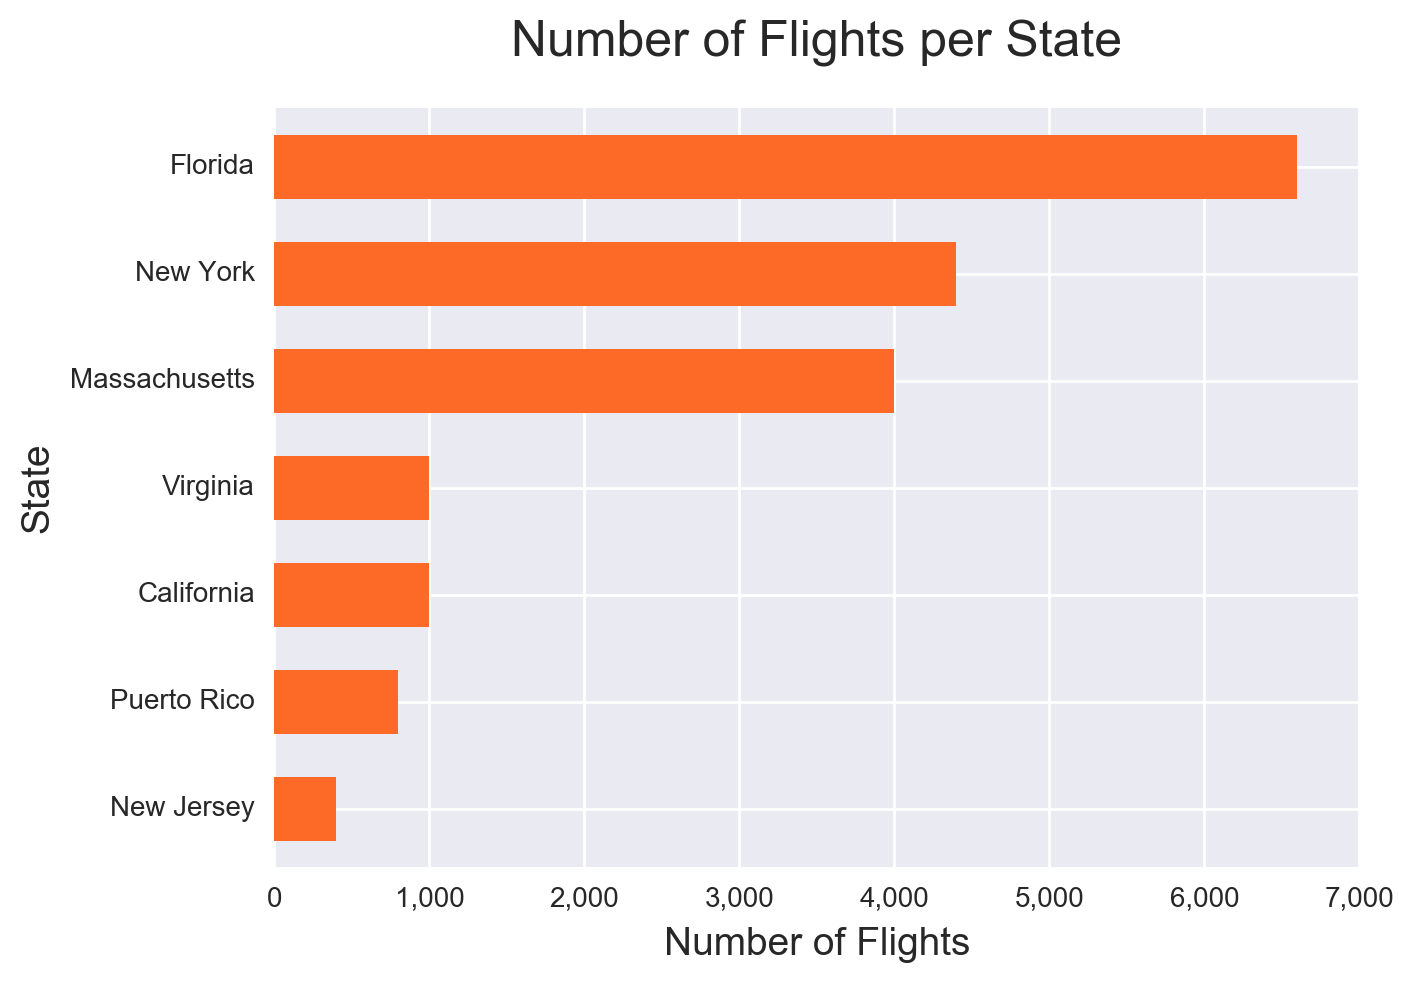 Number of Flights per State
Florida
New York
Massachusetts
Virginia
California
Puerto Rico
New Jersey
State
0 1,000 2,000 3,000 4,000 5,000 6,000 7,000
Number of Flights